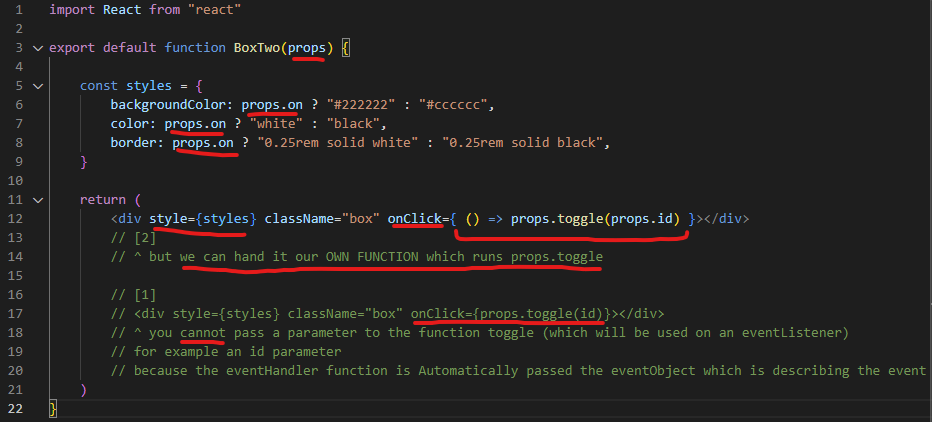 1 import React from "react"
2
3 export default function BoxTwo(props) {
4
5     const styles = {
6         backgroundColor: props.on ? "#222222" : "#cccccc",
7         color: props.on ? "white" : "black",
8         border: props.on ? "0.25rem solid white" : "0.25rem solid black",
9     }
10
11     return (
12         <div style={styles} className="box" onClick={ () => props.toggle(props.id) }></div>
13         // [2]
14         // ^ but we can hand it our OWN FUNCTION which runs props.toggle
15
16         // [1]
17         // <div style={styles} className="box" onClick={props.toggle(id)}></div>
18         // ^ you cannot pass a parameter to the function toggle (which will be used on an eventListener)
19         // for example an id parameter
20         // because the eventHandler function is Automatically passed the eventObject which is describing the event
21     )
22 }